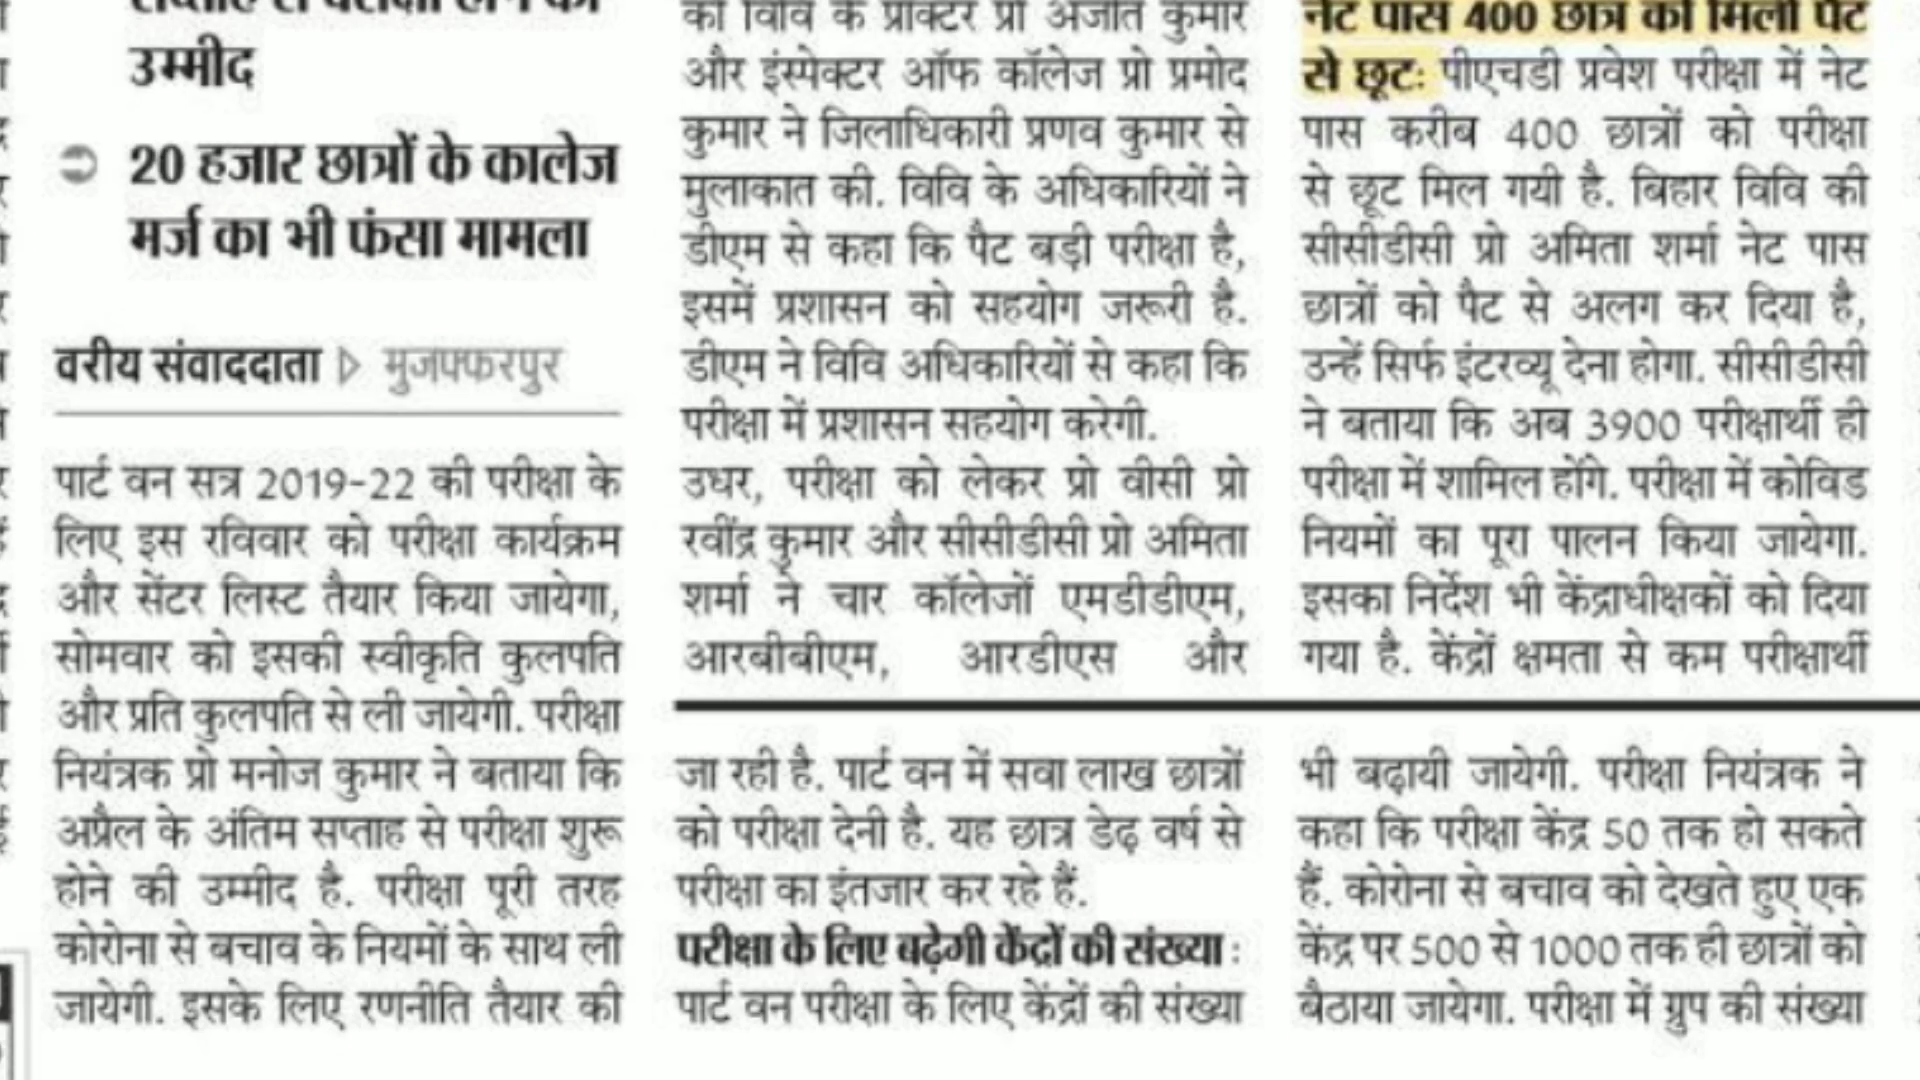 सप्ताह से परीक्षा होने की
उम्मीद
20 हजार छात्रों के कालेज
मर्ज का भी फंसा मामला
वरीय संवाददाता ▷ मुजफ्फरपुर
पार्ट वन सत्र 2019-22 की परीक्षा के
लिए इस रविवार को परीक्षा कार्यक्रम
और सेंटर लिस्ट तैयार किया जायेगा,
सोमवार को इसकी स्वीकृति कुलपति
और प्रति कुलपति से ली जायेगी. परीक्षा
नियंत्रक प्रो मनोज कुमार ने बताया कि
अप्रैल के अंतिम सप्ताह से परीक्षा शुरू
होने की उम्मीद है. परीक्षा पूरी तरह
कोरोना से बचाव के नियमों के साथ ली
जायेगी. इसके लिए रणनीति तैयार की
को विवि के प्रॉक्टर प्रो अजीत कुमार
और इंस्पेक्टर ऑफ कॉलेज प्रो प्रमोद
कुमार ने जिलाधिकारी प्रणव कुमार से
मुलाकात की. विवि के अधिकारियों ने
डीएम से कहा कि पैट बड़ी परीक्षा है,
इसमें प्रशासन को सहयोग जरूरी है.
डीएम ने विवि अधिकारियों से कहा कि
परीक्षा में प्रशासन सहयोग करेगी.
उधर, परीक्षा को लेकर प्रो वीसी प्रो
रवींद्र कुमार और सीसीडीसी प्रो अमिता
शर्मा ने चार कॉलेजों एमडीडीएम,
आरबीबीएम, आरडीएस और
नेट पास 400 छात्र को मिली पैट
से छूटः पीएचडी प्रवेश परीक्षा में नेट
पास करीब 400 छात्रों को परीक्षा
से छूट मिल गयी है. बिहार विवि की
सीसीडीसी प्रो अमिता शर्मा नेट पास
छात्रों को पैट से अलग कर दिया है,
उन्हें सिर्फ इंटरव्यू देना होगा. सीसीडीसी
ने बताया कि अब 3900 परीक्षार्थी ही
परीक्षा में शामिल होंगे. परीक्षा में कोविड
नियमों का पूरा पालन किया जायेगा.
इसका निर्देश भी केंद्राधीक्षकों को दिया
गया है. केंद्रों क्षमता से कम परीक्षार्थी
जा रही है. पार्ट वन में सवा लाख छात्रों
को परीक्षा देनी है. यह छात्र डेढ़ वर्ष से
परीक्षा का इंतजार कर रहे हैं.
परीक्षा के लिए बढ़ेगी केंद्रों की संख्या :
पार्ट वन परीक्षा के लिए केंद्रों की संख्या
भी बढ़ायी जायेगी. परीक्षा नियंत्रक ने
कहा कि परीक्षा केंद्र 50 तक हो सकते
हैं. कोरोना से बचाव को देखते हुए एक
केंद्र पर 500 से 1000 तक ही छात्रों को
बैठाया जायेगा. परीक्षा में ग्रुप की संख्या